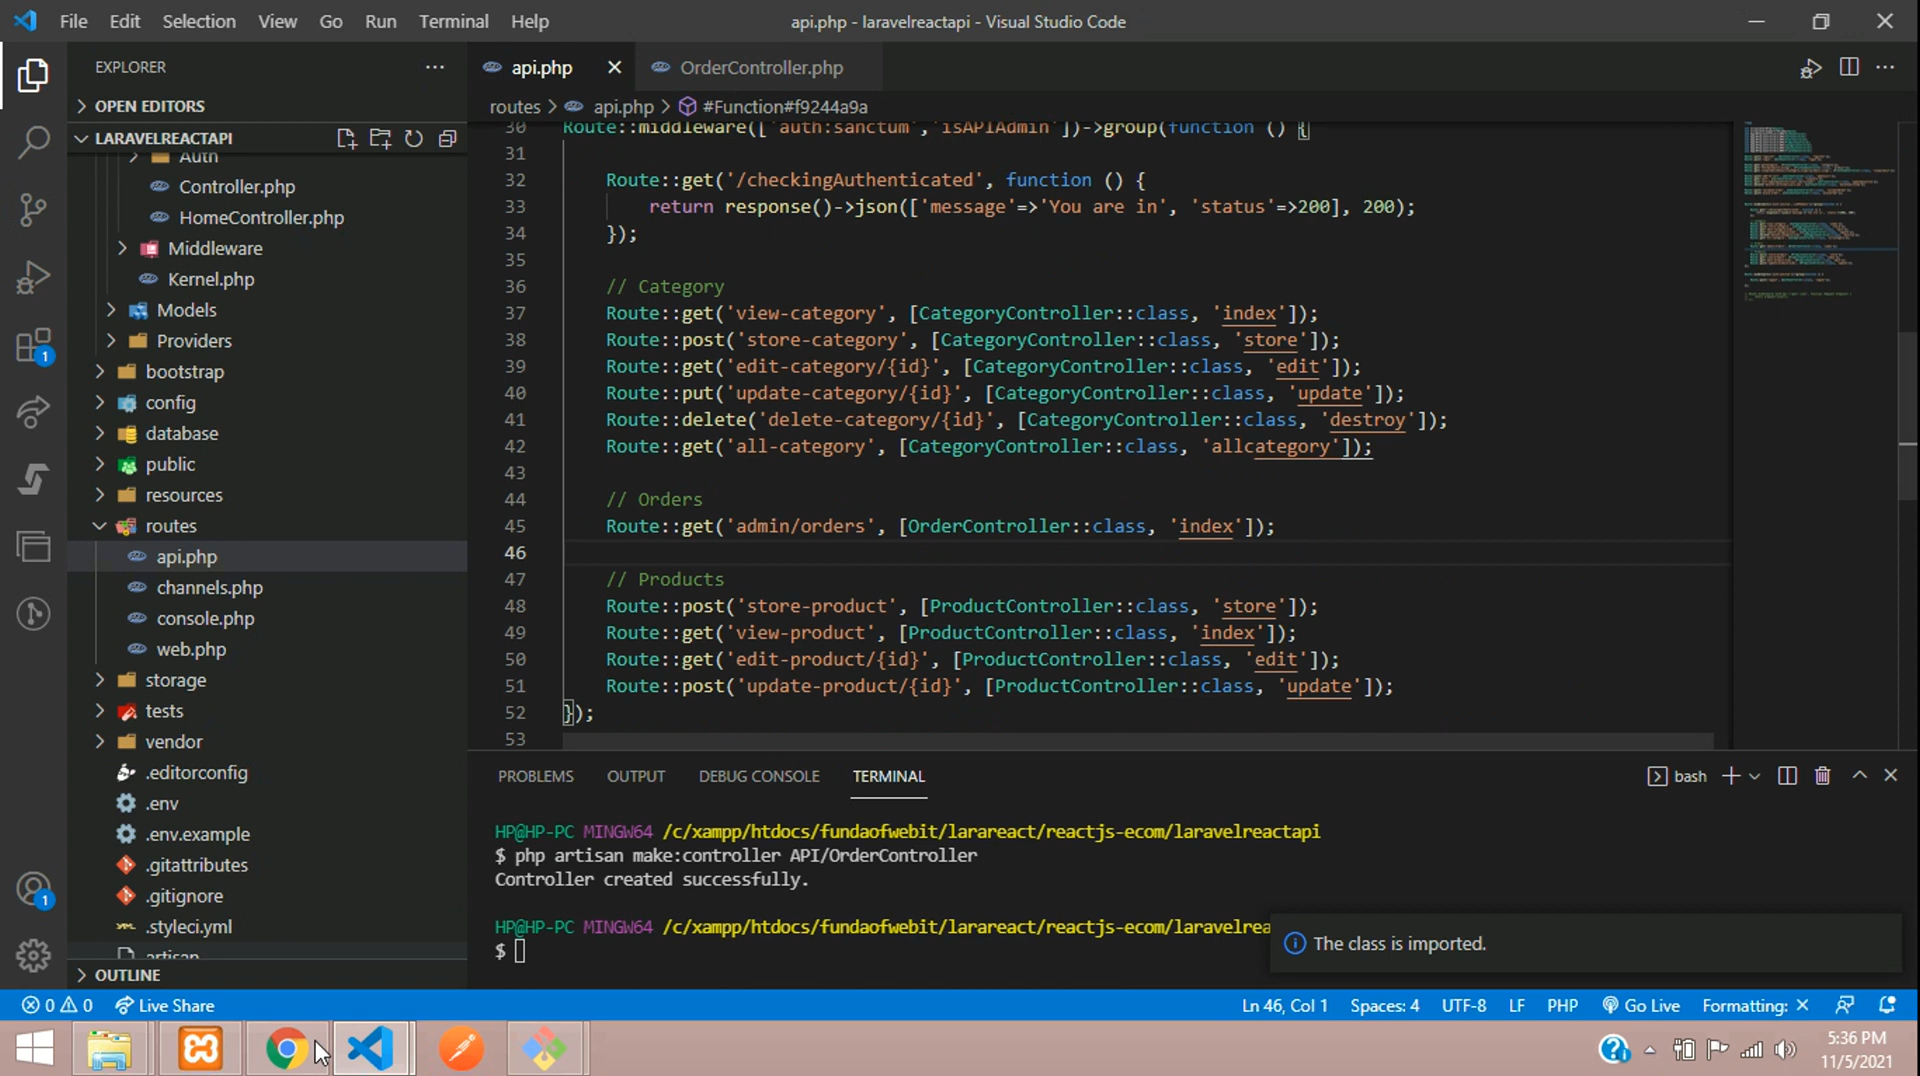 File Edit Selection View Go Run Terminal Help
api.php - laravelreactapi - Visual Studio Code
EXPLORER
OPEN EDITORS
LARAVELREACTAPI
Auth
Controller.php
HomeController.php
Middleware
Kernel.php
Models
Providers
bootstrap
config
database
public
resources
routes
api.php
channels.php
console.php
web.php
storage
tests
vendor
.editorconfig
.env
.env.example
.gitattributes
.gitignore
.styleci.yml
artisan
OUTLINE
1
1
api.php
OrderController.php
routes > api.php > #Function#f9244a9a
30 Route::middleware(['auth:sanctum','isAPIAdmin'])->group(function () {
31
32 Route::get('/checkingAuthenticated', function () {
33 return response()->json(['message'=>'You are in', 'status'=>200], 200);
34 });
35
36 // Category
37 Route::get('view-category', [CategoryController::class, 'index']);
38 Route::post('store-category', [CategoryController::class, 'store']);
39 Route::get('edit-category/{id}', [CategoryController::class, 'edit']);
40 Route::put('update-category/{id}', [CategoryController::class, 'update']);
41 Route::delete('delete-category/{id}', [CategoryController::class, 'destroy']);
42 Route::get('all-category', [CategoryController::class, 'allcategory']);
43
44 // Orders
45 Route::get('admin/orders', [OrderController::class, 'index']);
46
47 // Products
48 Route::post('store-product', [ProductController::class, 'store']);
49 Route::get('view-product', [ProductController::class, 'index']);
50 Route::get('edit-product/{id}', [ProductController::class, 'edit']);
51 Route::post('update-product/{id}', [ProductController::class, 'update']);
52 });
53
PROBLEMS OUTPUT DEBUG CONSOLE TERMINAL
bash
HP@HP-PC MINGW64 /c/xampp/htdocs/fundaofwebit/larareact/reactjs-ecom/laravelreactapi
$ php artisan make:controller API/OrderController
Controller created successfully.
HP@HP-PC MINGW64 /c/xampp/htdocs/fundaofwebit/larareact/reactjs-ecom/laravelrea
$
The class is imported.
0 0 Live Share
Ln 46, Col 1 Spaces: 4 UTF-8 LF PHP Go Live Formatting: ×
5:36 PM
11/5/2021